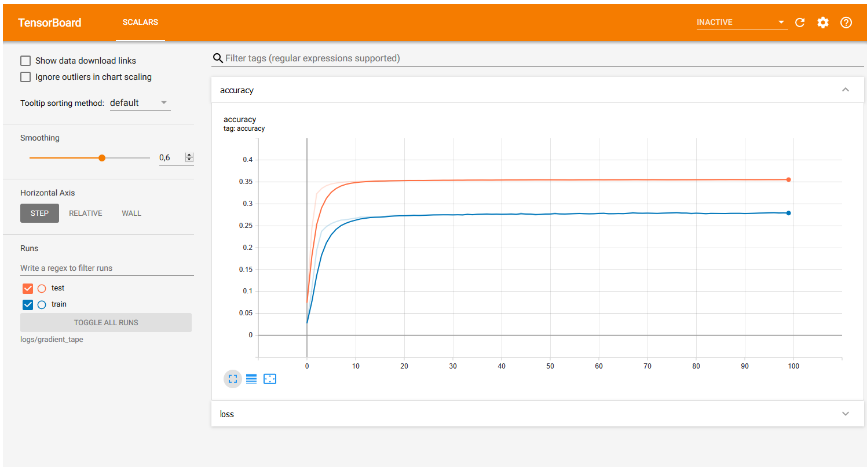 TensorBoard
SCALARS
INACTIVE
Show data download links
Ignore outliers in chart scaling
Tooltip sorting method: default
Smoothing
0,6
Horizontal Axis
STEP RELATIVE WALL
Runs
Write a regex to filter runs
test
train
TOGGLE ALL RUNS
logs/gradient_tape
Filter tags (regular expressions supported)
accuracy
accuracy
tag: accuracy
0.4
0.35
0.3
0.25
0.2
0.15
0.1
0.05
0
0 10 20 30 40 50 60 70 80 90 100
loss